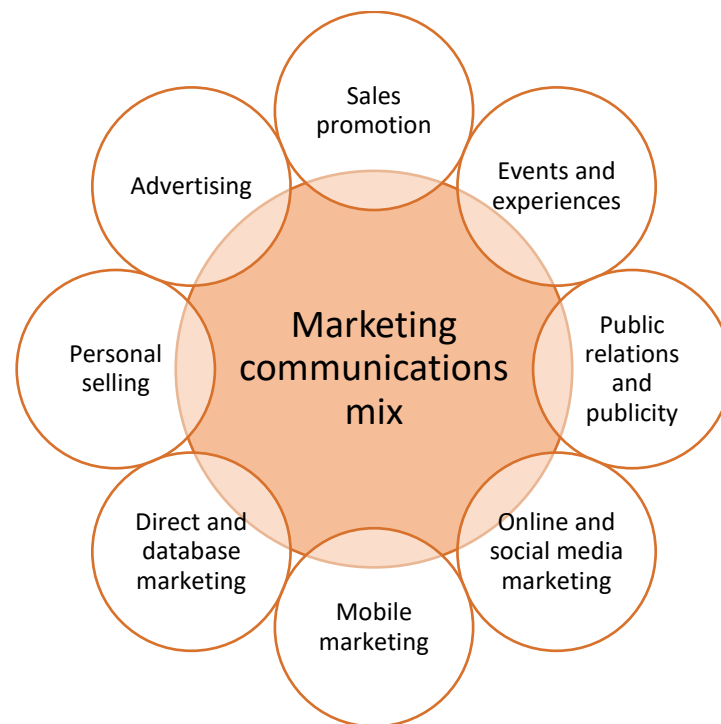 Sales
promotion
Events and
experiences
Public
relations
and
publicity
Online and
social media
marketing
Mobile
marketing
Direct and
database
marketing
Personal
selling
Advertising
Marketing
communications
mix